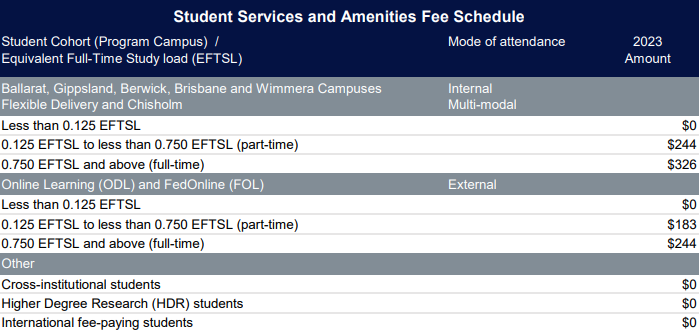 Student Services and Amenities Fee Schedule
Student Cohort (Program Campus) / Mode of attendance 2023
Equivalent Full-Time Study load (EFTSL) Amount
Ballarat, Gippsland, Berwick, Brisbane and Wimmera Campuses Internal
Flexible Delivery and Chisholm Multi-modal
Less than 0.125 EFTSL $0
0.125 EFTSL to less than 0.750 EFTSL (part-time) $244
0.750 EFTSL and above (full-time) $326
Online Learning (ODL) and FedOnline (FOL) External
Less than 0.125 EFTSL $0
0.125 EFTSL to less than 0.750 EFTSL (part-time) $183
0.750 EFTSL and above (full-time) $244
Other
Cross-institutional students $0
Higher Degree Research (HDR) students $0
International fee-paying students $0